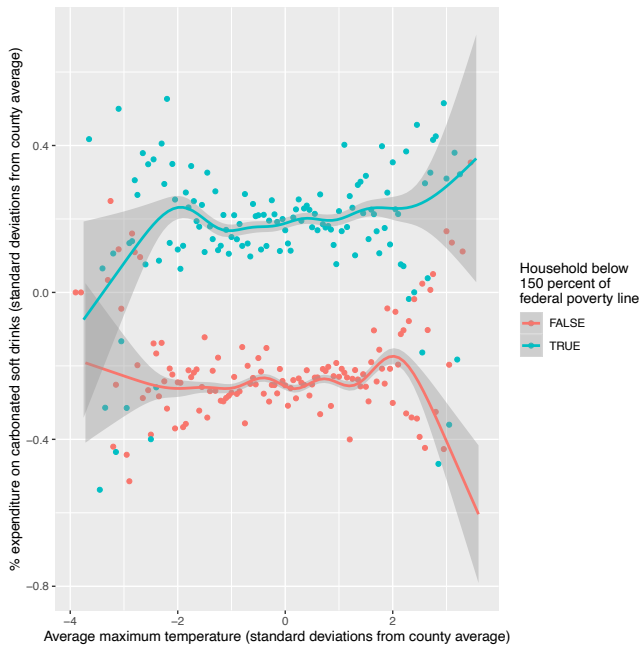 % expenditure on carbonated soft drinks (standard deviations from county average)
0.4
0.0
−0.4
−0.8
−4
−2
0
2
Average maximum temperature (standard deviations from county average)
Household below
150 percent of
federal poverty line
FALSE
TRUE